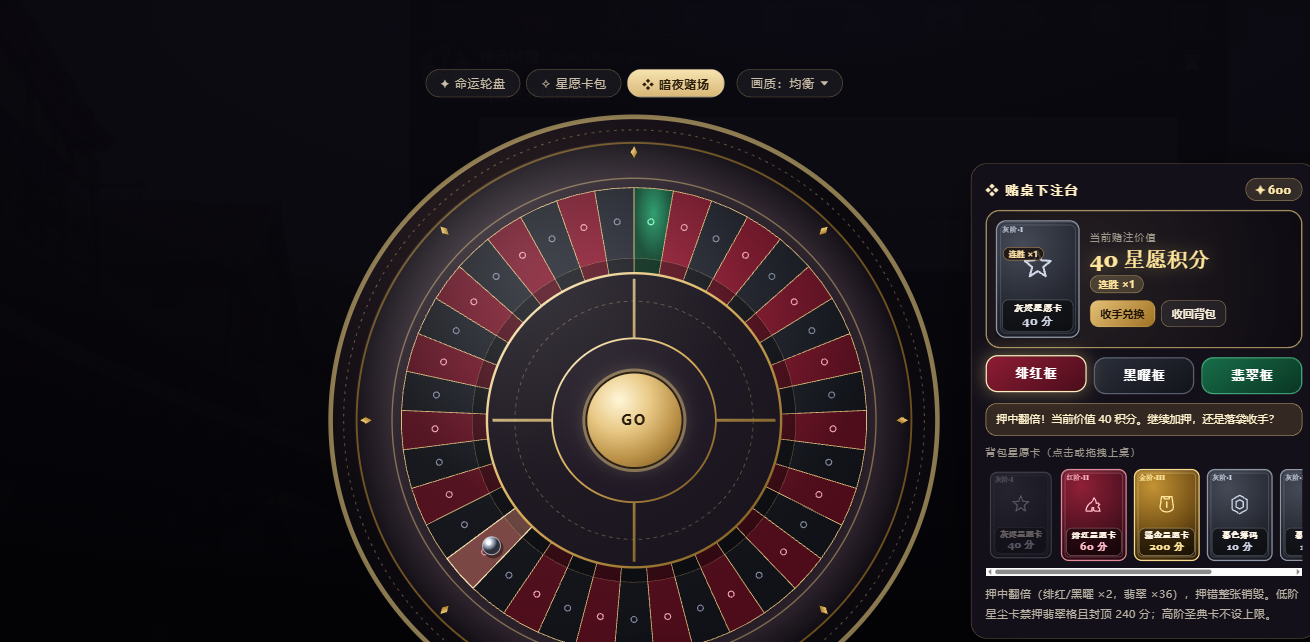 ✦ 命运轮盘 ✧ 星愿卡包 ❖ 暗夜赌场 画质：均衡
❖ 赌桌下注台 ✦600
灰阶·I
连胜 ×1
灰烬星愿卡
40 分
当前赌注价值
40 星愿积分
连胜 ×1
收手兑换 收回背包
绯红框 黑曜框 翡翠框
押中翻倍！当前价值 40 积分。继续加押，还是落袋收手？
背包星愿卡（点击或拖拽上桌）
灰阶·I 红阶·II 金阶·III 灰阶·I
灰烬星愿卡 绯红星愿卡 鎏金星愿卡 暮色筹码
40 分 60 分 200 分 10 分
押中翻倍（绯红/黑曜 ×2，翡翠 ×36），押错整张销毁。低阶
星尘卡禁押翡翠格且封顶 240 分；高阶圣典卡不设上限。
GO